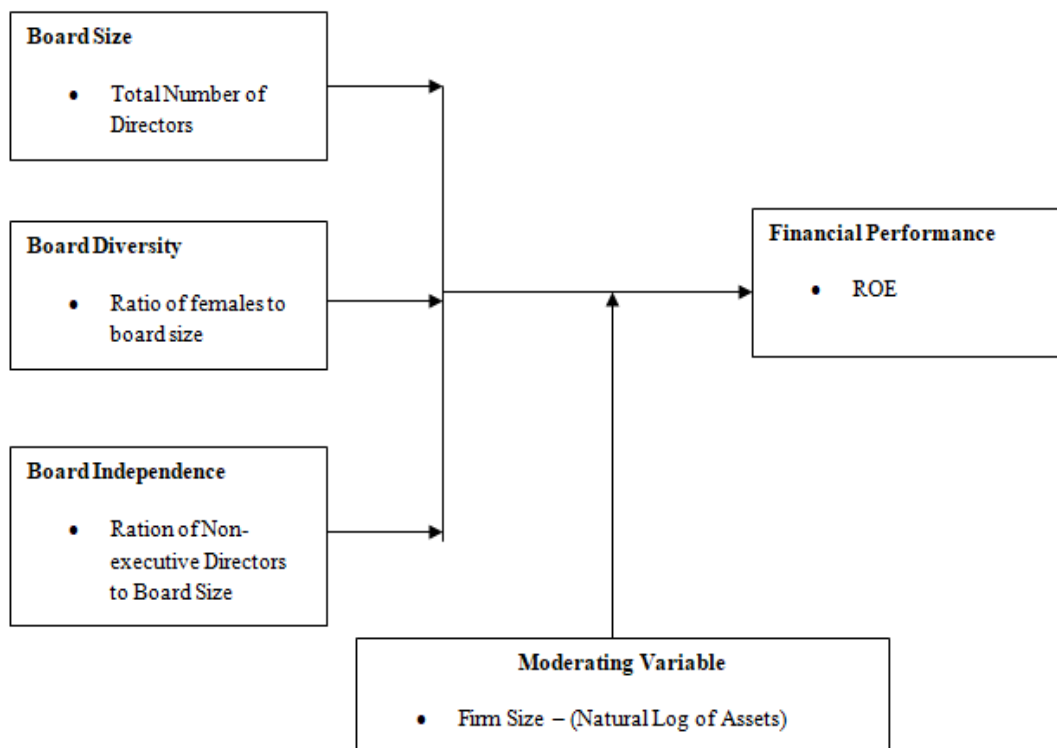 Board Size
• Total Number of
Directors
Board Diversity
• Ratio of females to
board size
Board Independence
• Ration of Non-
executive Directors
to Board Size
Financial Performance
• ROE
Moderating Variable
• Firm Size – (Natural Log of Assets)